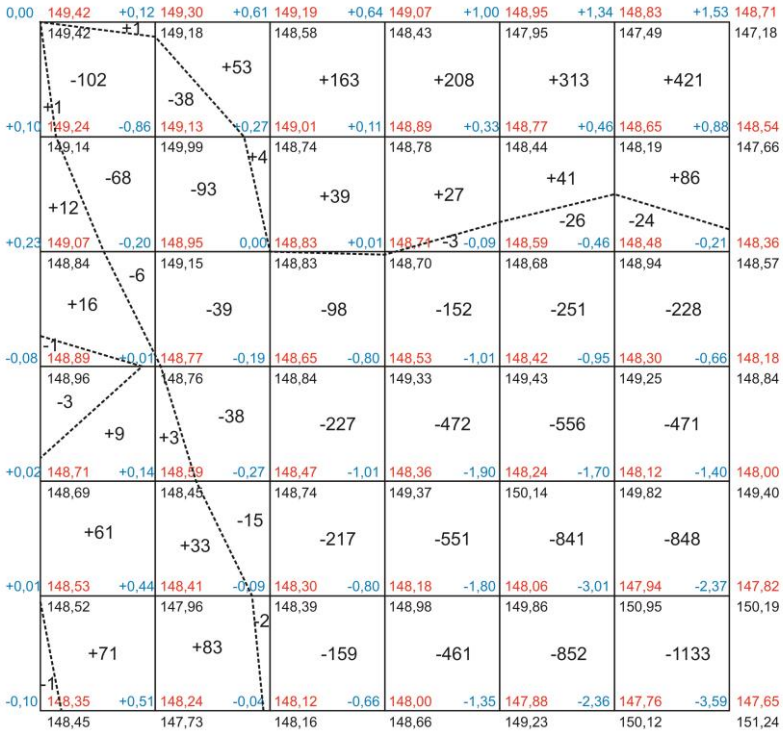 0,00 149,42 +0,12 149,30 +0,61 149,19 +0,64 149,07 +1,00 148,95 +1,34 148,83 +1,53 148,71
149,42 +1 149,18 148,58 148,43 147,95 147,49 147,18
-102 +53 +163 +208 +313 +421
+1 -38
+0,10 149,24 -0,86 149,13 +0,27 149,01 +0,11 148,89 +0,33 148,77 +0,46 148,65 +0,88 148,54
149,14 149,99 148,74 148,78 148,44 148,19 147,66
+4
-68 -93 +39 +27 +41 +86
+12 -3 -26 -24
+0,23 149,07 -0,20 148,95 0,00 148,83 +0,01 148,71 -0,09 148,59 -0,46 148,48 -0,21 148,36
148,84 149,15 148,83 148,70 148,68 148,94 148,57
-6
+16 -39 -98 -152 -251 -228
-1
-0,08 148,89 +0,01 148,77 -0,19 148,65 -0,80 148,53 -1,01 148,42 -0,95 148,30 -0,66 148,18
148,96 148,76 148,84 149,33 149,43 149,25 148,84
-3 -38 -227 -472 -556 -471
+9 +3
+0,02 148,71 +0,14 148,59 -0,27 148,47 -1,01 148,36 -1,90 148,24 -1,70 148,12 -1,40 148,00
148,69 148,45 148,74 149,37 150,14 149,82 149,40
-15
+61 +33 -217 -551 -841 -848
+0,01 148,53 +0,44 148,41 -0,09 148,30 -0,80 148,18 -1,80 148,06 -3,01 147,94 -2,37 147,82
148,52 147,96 148,39 148,98 149,86 150,95 150,19
-2
+71 +83 -159 -461 -852 -1133
-1
-0,10 148,35 +0,51 148,24 -0,04 148,12 -0,66 148,00 -1,35 147,88 -2,36 147,76 -3,59 147,65
148,45 147,73 148,16 148,66 149,23 150,12 151,24